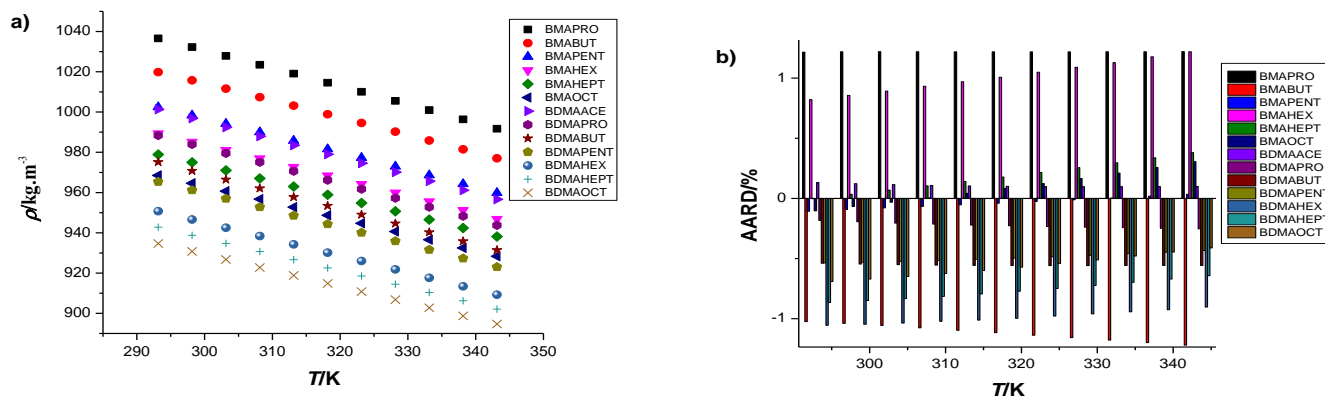 a)
1040
1020
1000
980
960
940
920
900
ρ/kg.m⁻³
290 300 310 320 330 340 350
T/K
BMAPRO
BMABUT
BMAPENT
BMAHEX
BMAHEPT
BMAOCT
BDMAACE
BDMAPRO
BDMABUT
BDMAPENT
BDMAHEX
BDMAHEPT
BDMAOCT
b)
1
0
-1
AARD/%
300 310 320 330 340
T/K
BMAPRO
BMABUT
BMAPENT
BMAHEX
BMAHEPT
BMAOCT
BDMAACE
BDMAPRO
BDMABUT
BDMAPENT
BDMAHEX
BDMAHEPT
BDMAOCT